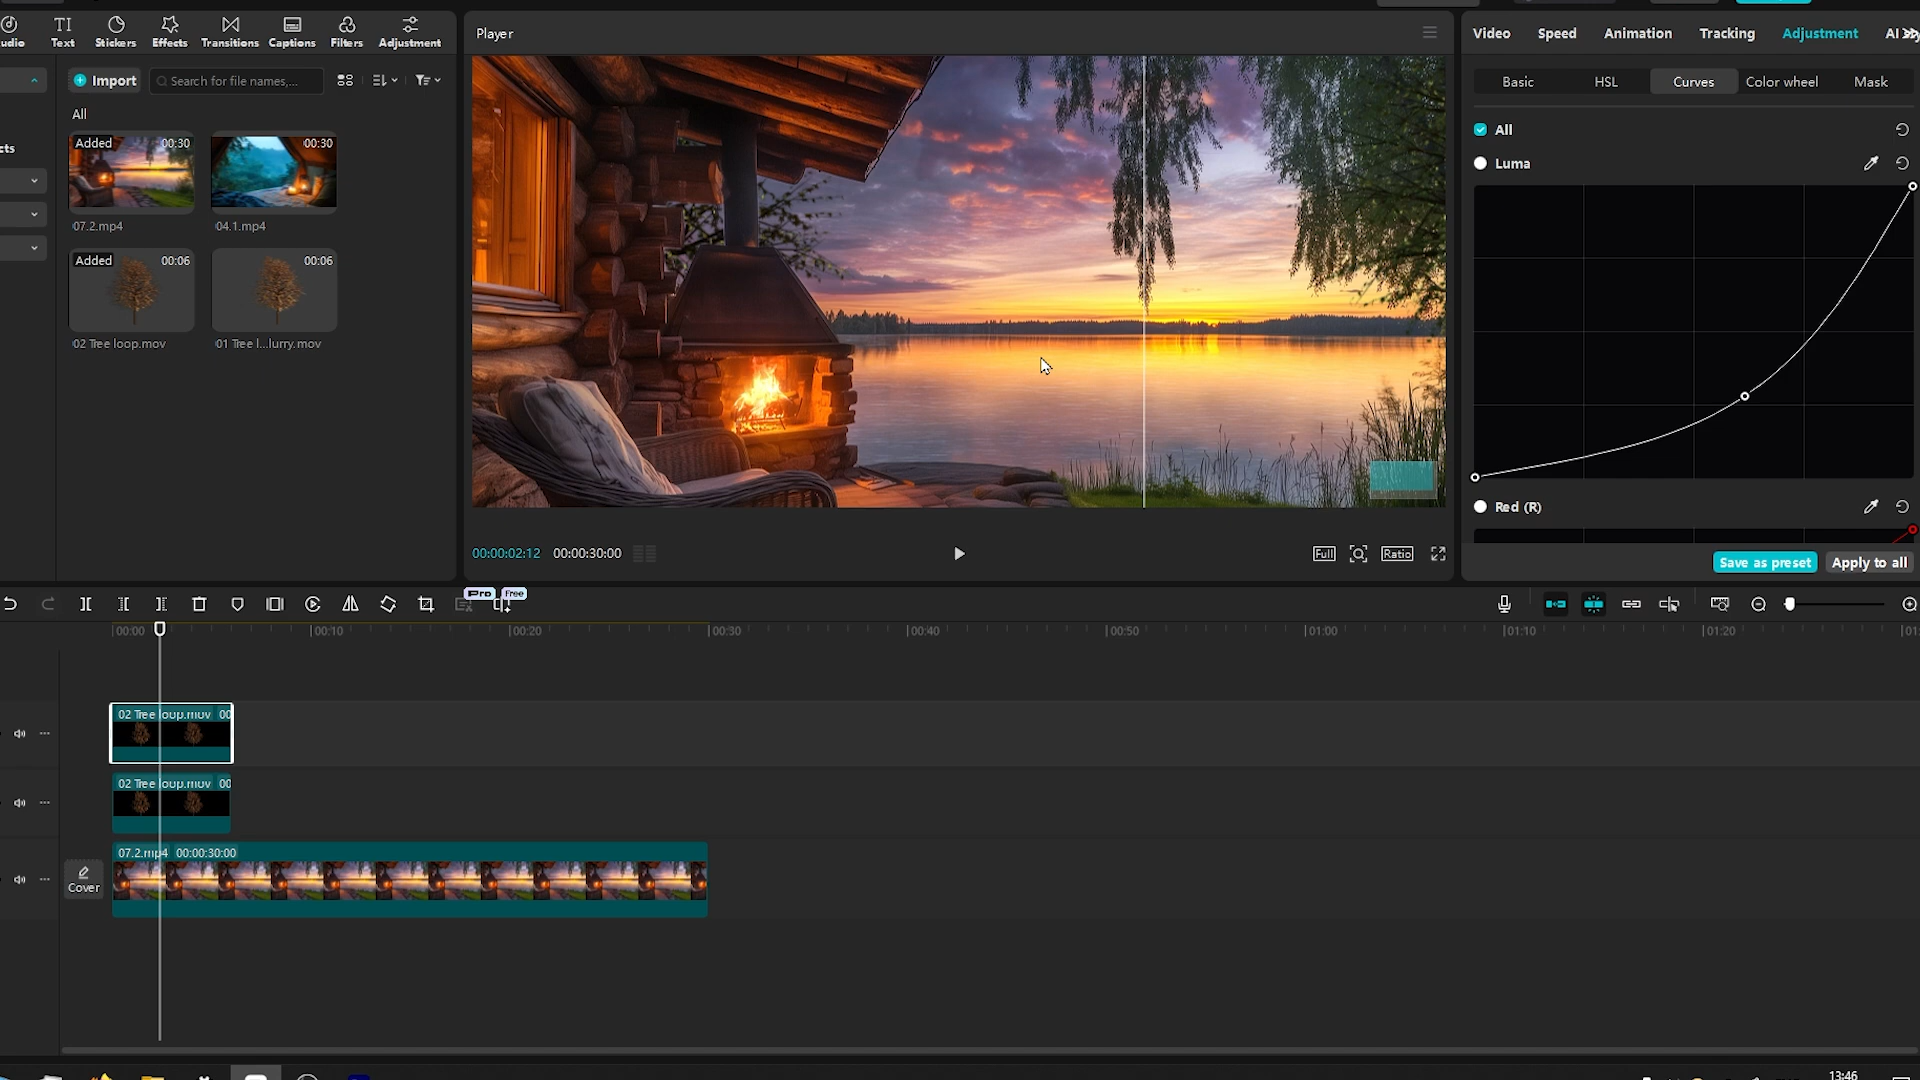 udio
Text
Stickers
Effects
Transitions
Captions
Filters
Adjustment
Player
Video
Speed
Animation
Tracking
Adjustment
Import
Search for file names,...
All
Added 00:30
00:30
cts
07.2.mp4
04.1.mp4
Added 00:06
00:06
02 Tree loop.mov
01 Tree l...lurry.mov
Basic
HSL
Curves
Color wheel
Mask
All
Luma
Red (R)
00:00:02:12 00:00:30:00
Full
Ratio
Save as preset
Apply to all
Pro
Free
00:00
00:10
00:20
00:30
00:40
00:50
01:00
01:10
01:20
02 Tree loop.mov 00
02 Tree loop.mov 00
07.2.mp4 00:00:30:00
Cover
13:46